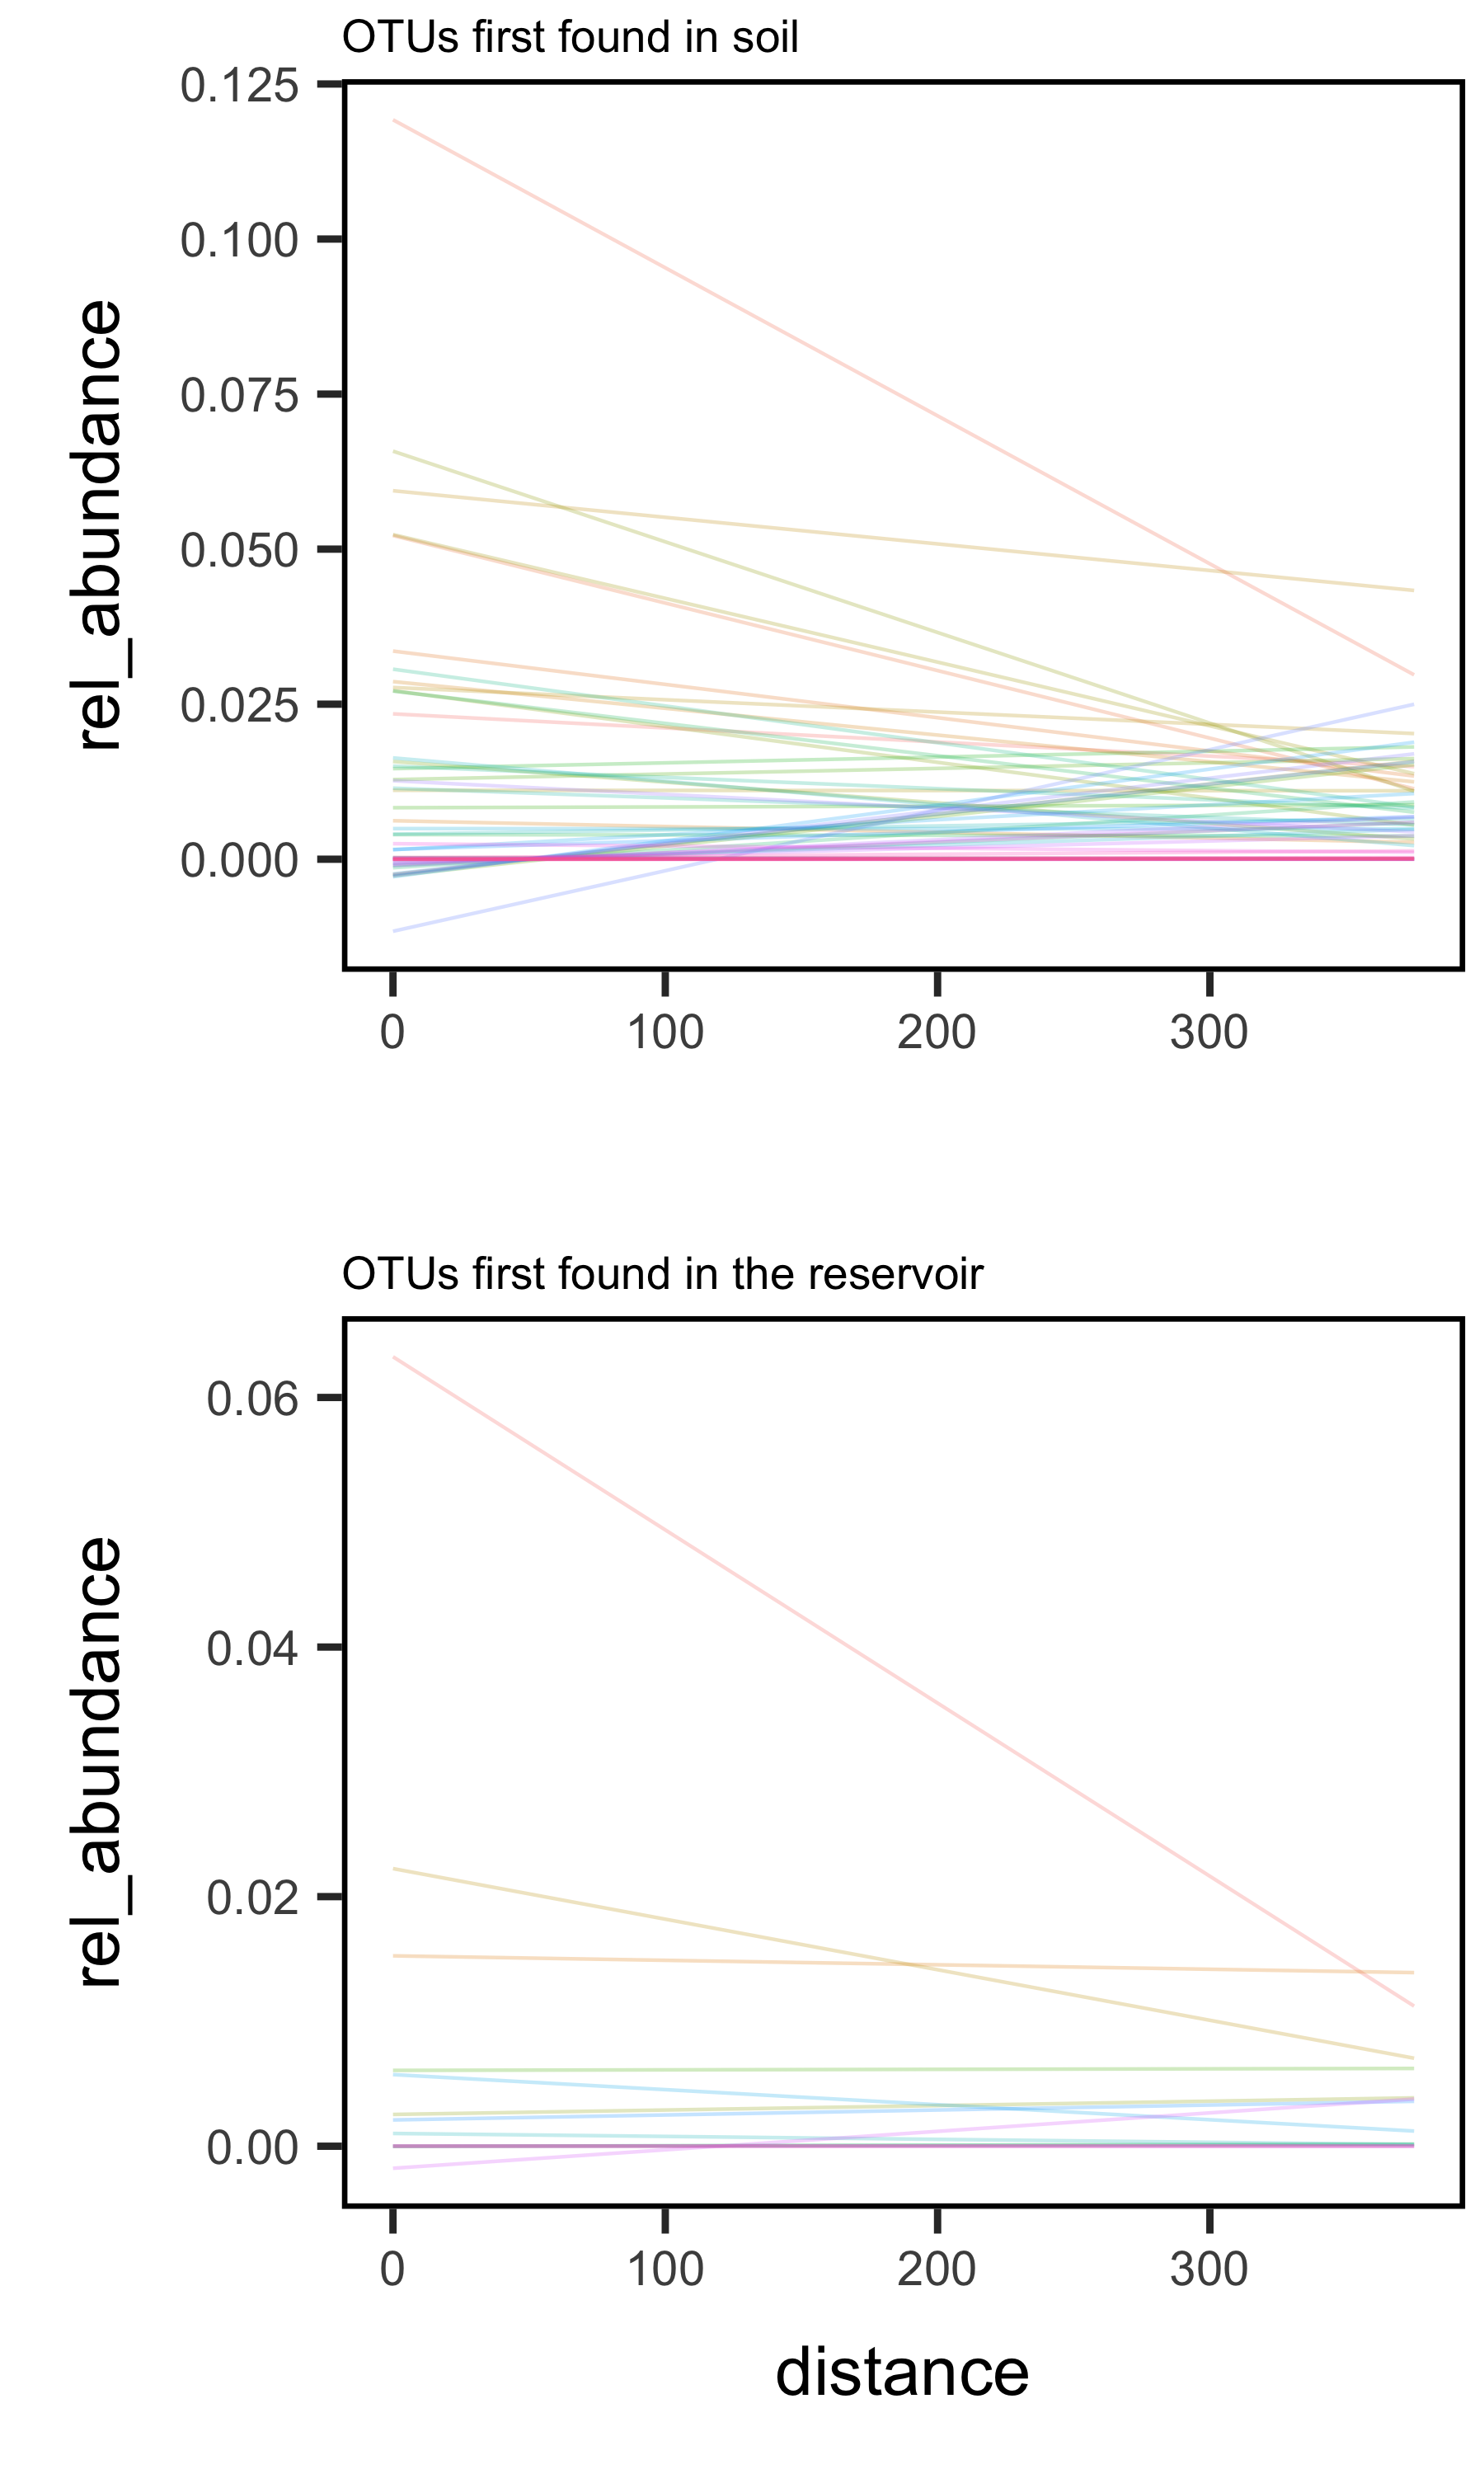 OTUs first found in soil
0.125
0.100
0.075
0.050
0.025
0.000
rel_abundance
0 100 200 300
OTUs first found in the reservoir
0.06
0.04
0.02
0.00
rel_abundance
0 100 200 300
distance